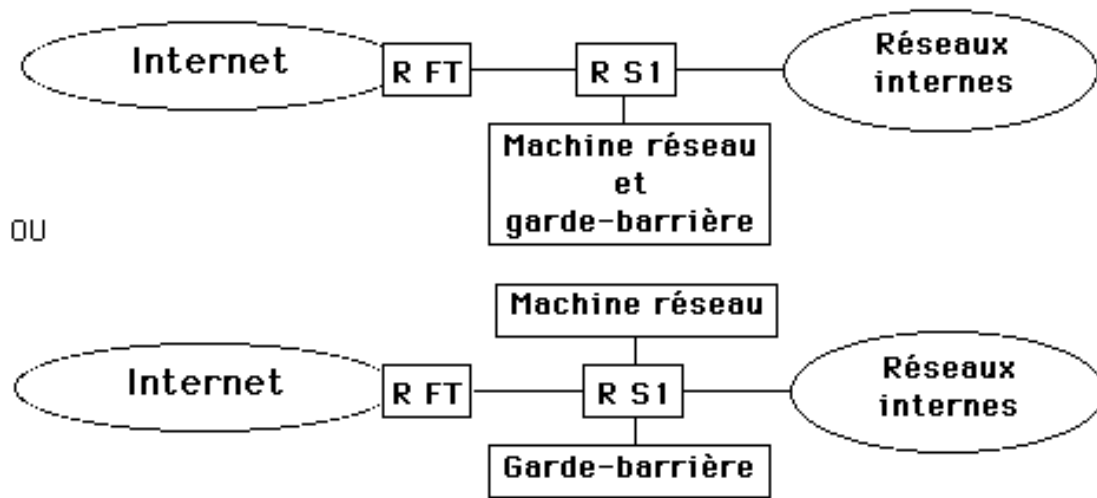 Internet
R FT
R S1
Réseaux
internes
Machine réseau
et
garde-barrière
OU
Machine réseau
Internet
R FT
R S1
Réseaux
internes
Garde-barrière